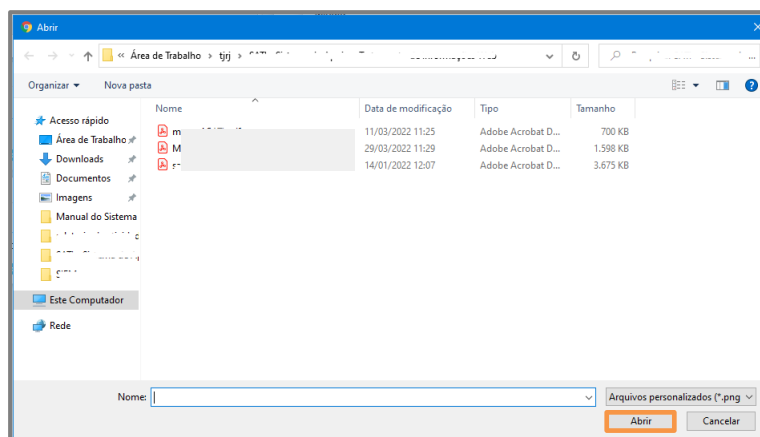 Abrir
« Área de Trabalho › tjrj ›
Organizar Nova pasta
Nome Data de modificação Tipo Tamanho
Acesso rápido
Área de Trabalho
Downloads
Documentos
Imagens
Manual do Sistema
Este Computador
Rede
m 11/03/2022 11:25 Adobe Acrobat D... 700 KB
M 29/03/2022 11:29 Adobe Acrobat D... 1.598 KB
14/01/2022 12:07 Adobe Acrobat D... 3.675 KB
Nome:
Arquivos personalizados (*.png
Abrir Cancelar